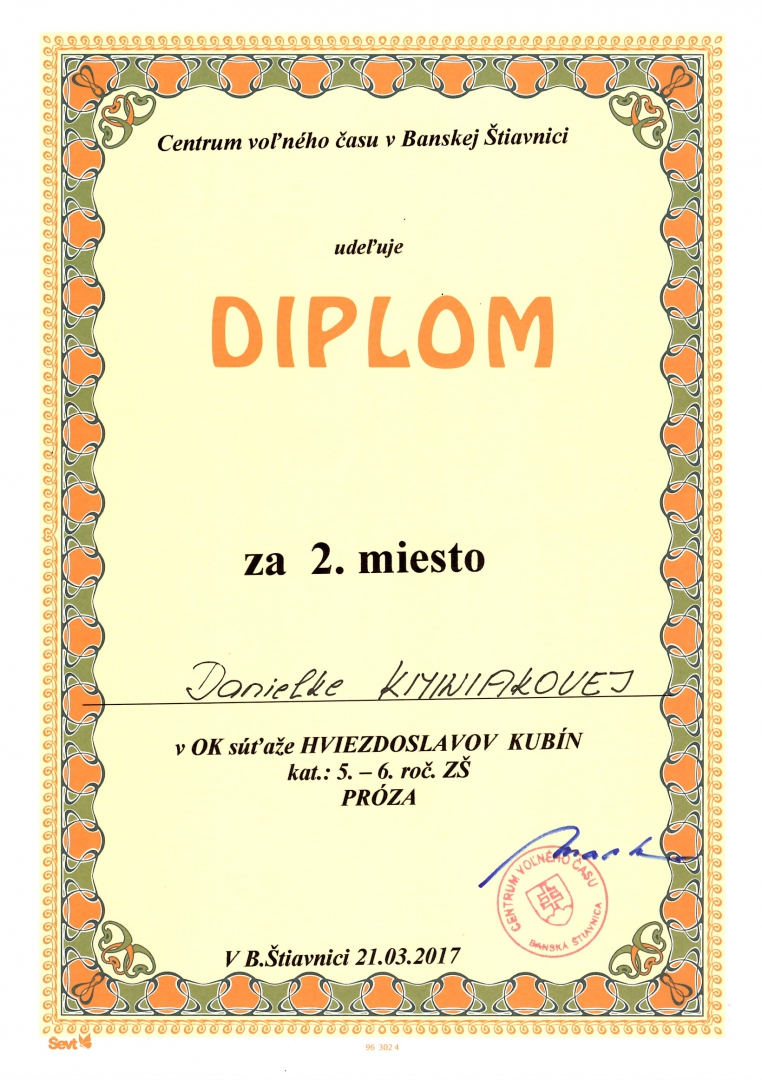 Centrum voľného času v Banskej Štiavnici
udeľuje
DIPLOM
za 2. miesto
Danielke KMINIAKOVEJ
v OK súťaže HVIEZDOSLAVOV KUBÍN
kat.: 5. – 6. roč. ZŠ
PRÓZA
CENTRUM VOĽNÉHO ČASU
BANSKÁ ŠTIAVNICA
V B.Štiavnici 21.03.2017
Sevt
96 302 4